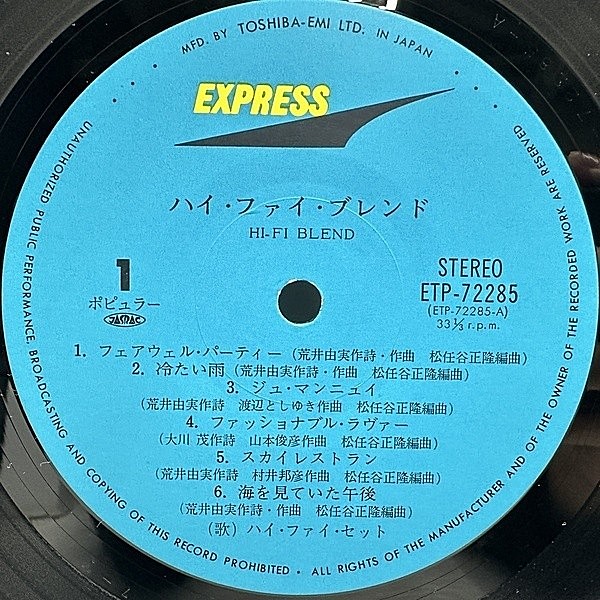 MFD. BY TOSHIBA-EMI LTD. IN JAPAN
EXPRESS
ハイ・ファイ・ブレンド
HI-FI BLEND
1
ポピュラー
JASRAC
STEREO
ETP-72285
(ETP-72285-A)
33 1/3 r.p.m.
1. フェアウェル・パーティー (荒井由実作詩・作曲 松任谷正隆編曲)
2. 冷たい雨 (荒井由実作詩・作曲 松任谷正隆編曲)
3. ジュ・マンニュイ
(荒井由実作詩 渡辺としゆき作曲 松任谷正隆編曲)
4. ファッショナブル・ラヴァー
(大川 茂作詩 山本俊彦作曲 松任谷正隆編曲)
5. スカイレストラン
(荒井由実作詩 村井邦彦作曲 松任谷正隆編曲)
6. 海を見ていた午後
(荒井由実作詩・作曲 松任谷正隆編曲)
(歌) ハイ・ファイ・セット
UNAUTHORIZED PUBLIC PERFORMANCE, BROADCASTING AND COPYING OF THIS RECORD PROHIBITED • ALL RIGHTS OF THE MANUFACTURER AND OF THE OWNER OF THE RECORDED WORK ARE RESERVED